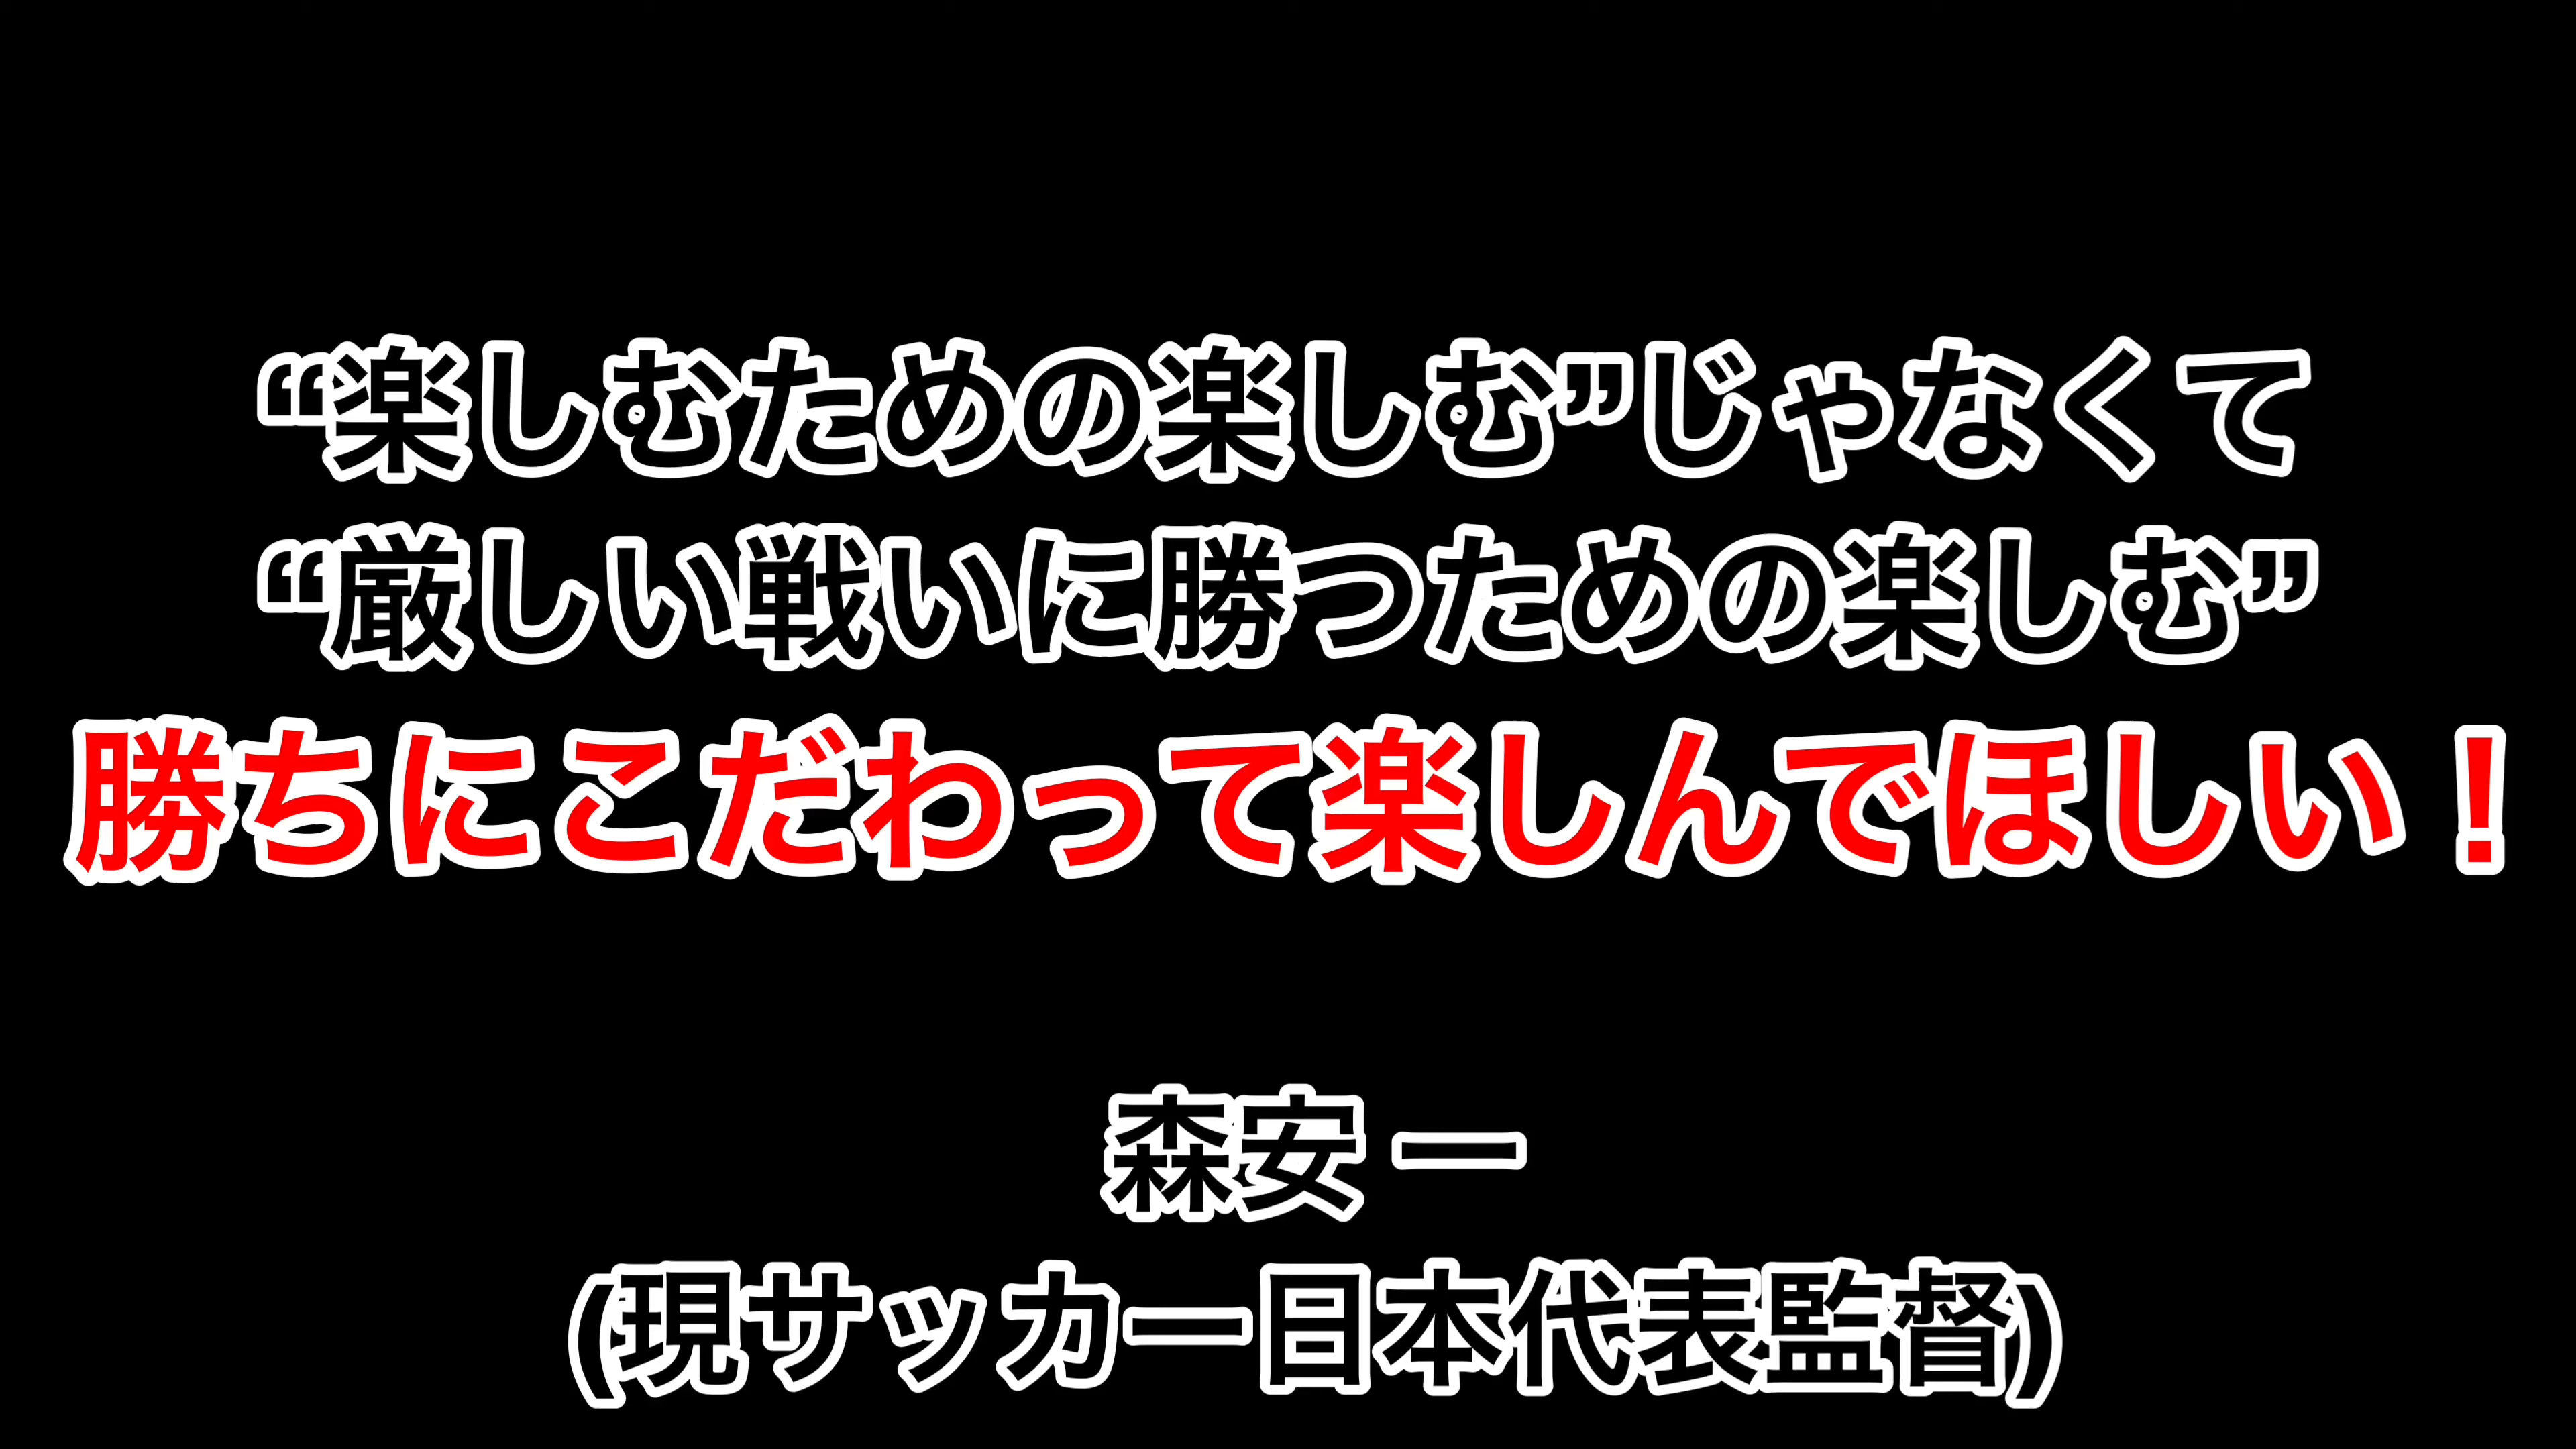 “楽しむための楽しむ”じゃなくて
“厳しい戦いに勝つための楽しむ”
勝ちにこだわって楽しんでほしい！
森安 一
(現サッカー日本代表監督)